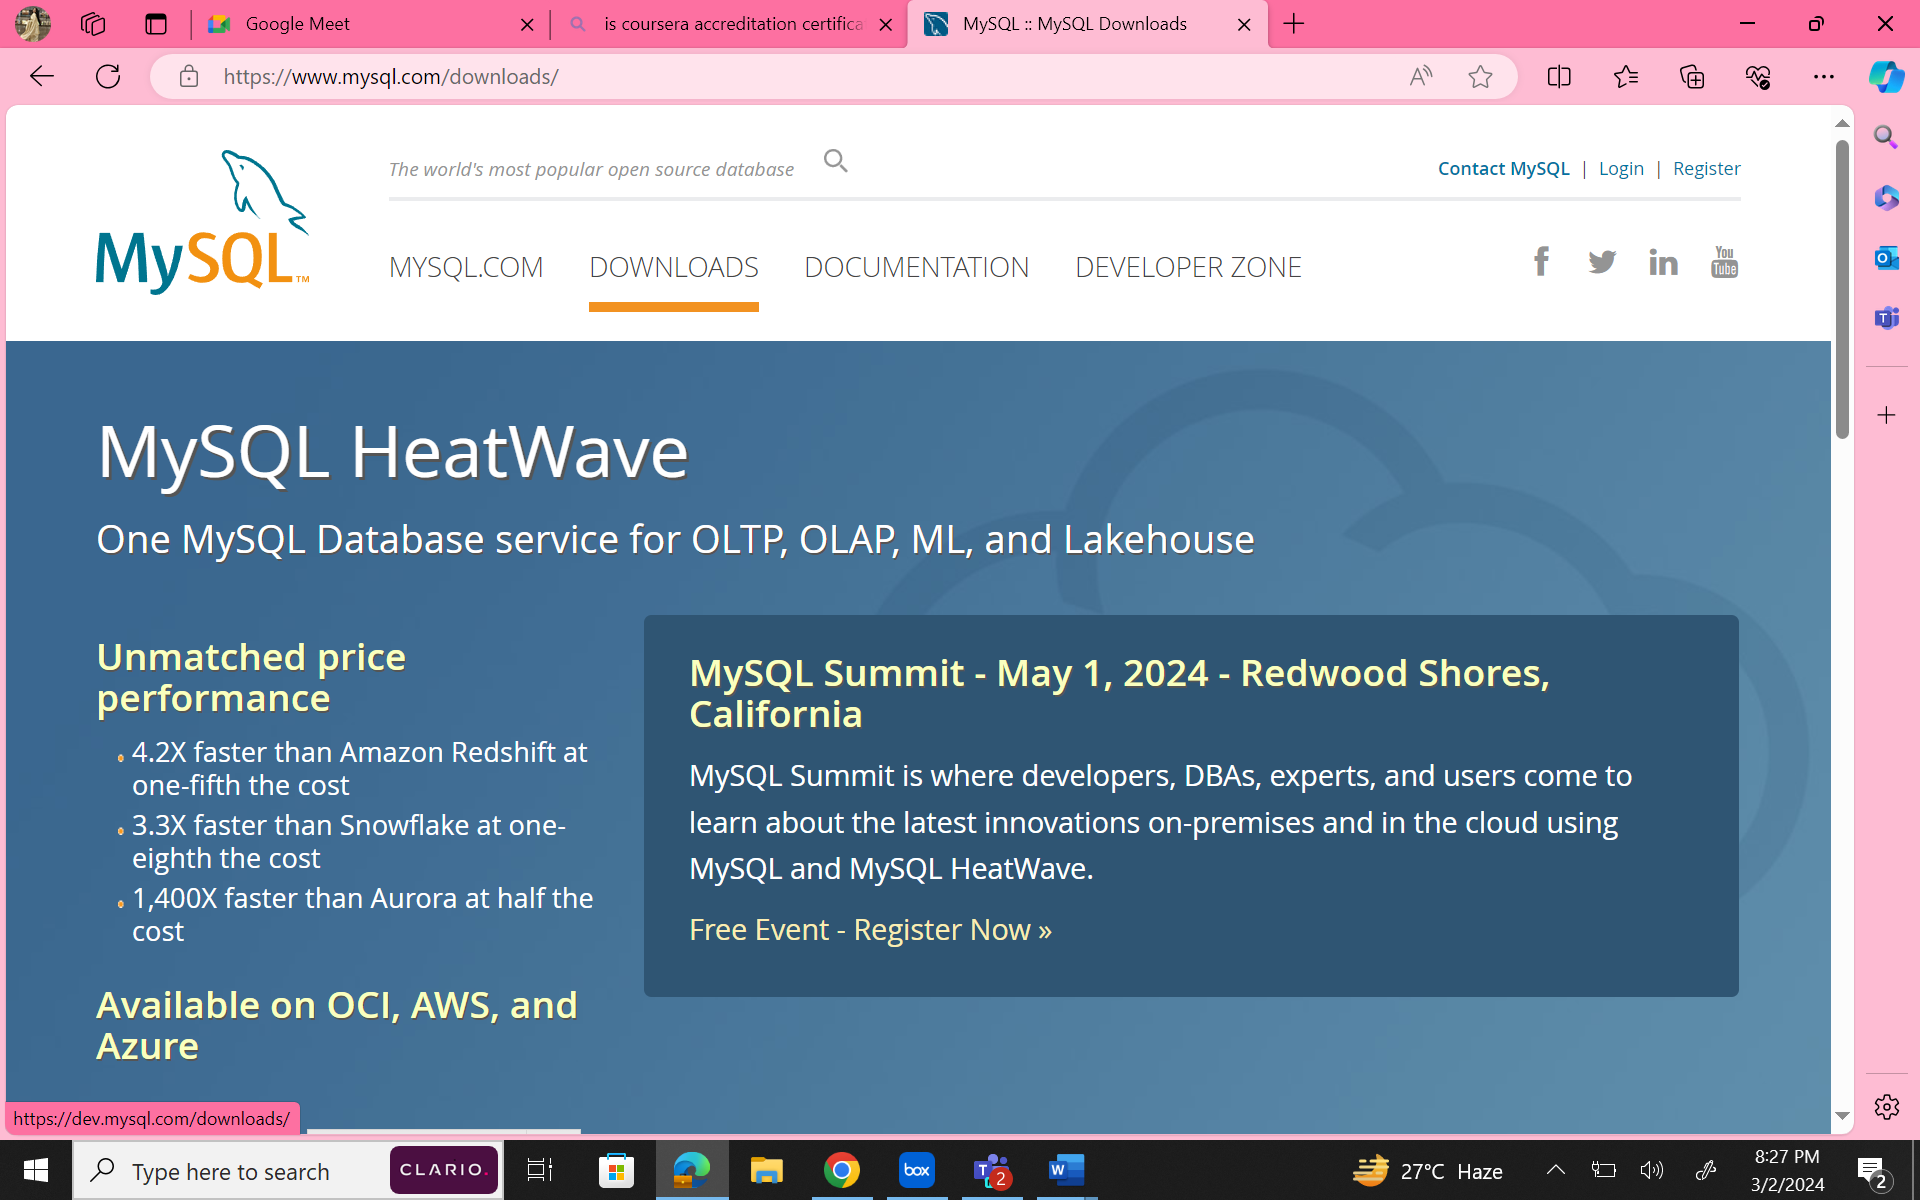 Google Meet
is coursera accreditation certifica
MySQL :: MySQL Downloads
https://www.mysql.com/downloads/
The world's most popular open source database
Contact MySQL | Login | Register
MySQL™
MYSQL.COM DOWNLOADS DOCUMENTATION DEVELOPER ZONE
You Tube
MySQL HeatWave
One MySQL Database service for OLTP, OLAP, ML, and Lakehouse
Unmatched price
performance
4.2X faster than Amazon Redshift at
one-fifth the cost
3.3X faster than Snowflake at one-
eighth the cost
1,400X faster than Aurora at half the
cost
Available on OCI, AWS, and
Azure
MySQL Summit - May 1, 2024 - Redwood Shores,
California
MySQL Summit is where developers, DBAs, experts, and users come to
learn about the latest innovations on-premises and in the cloud using
MySQL and MySQL HeatWave.
Free Event - Register Now »
https://dev.mysql.com/downloads/
Type here to search
CLARIO.
box
T 2
W
27°C Haze
8:27 PM
3/2/2024
2